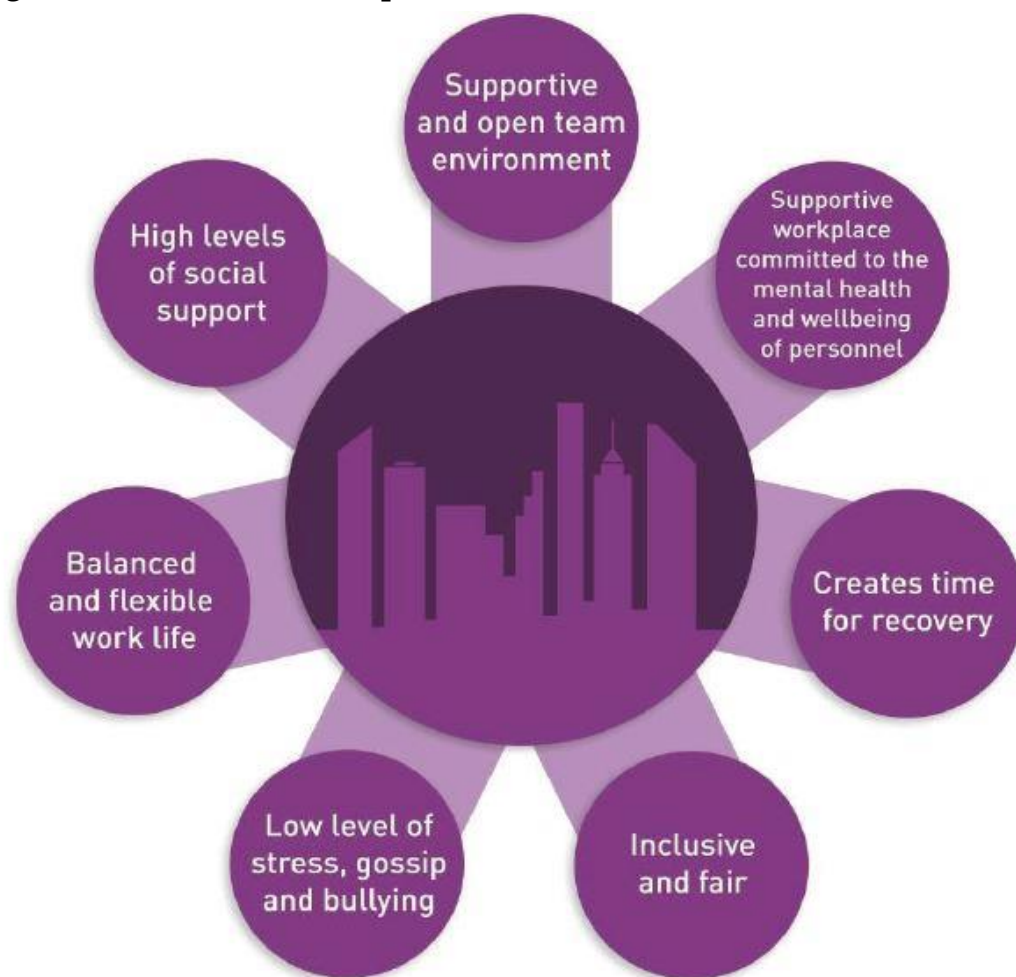 Supportive
and open team
environment
Supportive
workplace
committed to the
mental health
and wellbeing
of personnel
Creates time
for recovery
Inclusive
and fair
Low level of
stress, gossip
and bullying
Balanced
and flexible
work life
High levels
of social
support